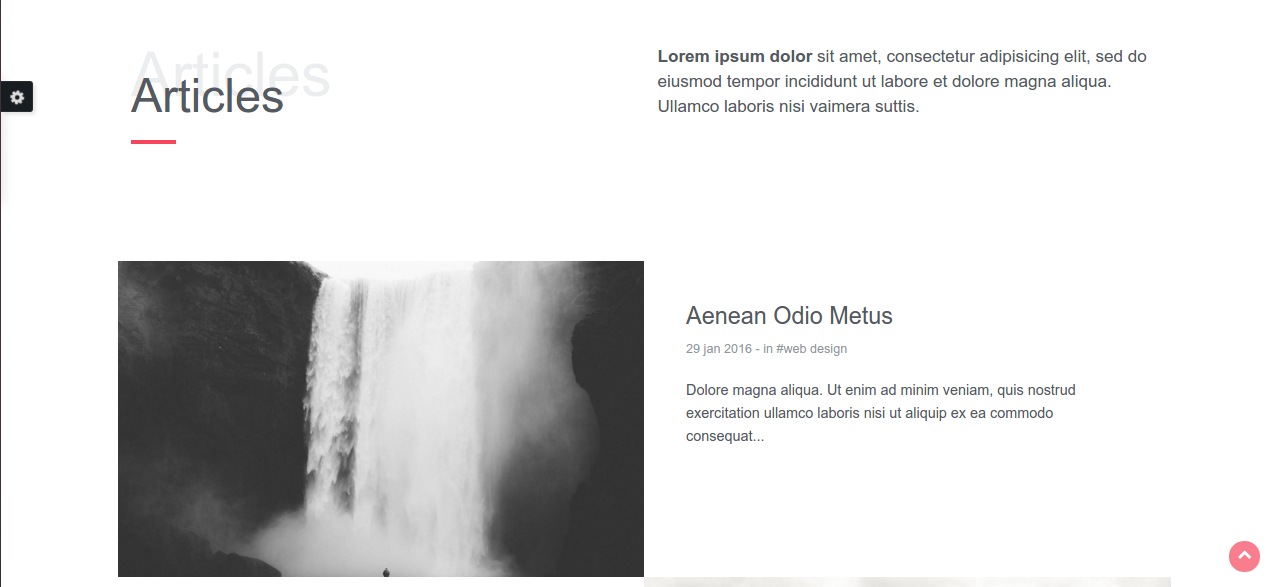 Articles
Articles
Lorem ipsum dolor sit amet, consectetur adipisicing elit, sed do
eiusmod tempor incididunt ut labore et dolore magna aliqua.
Ullamco laboris nisi vaimera suttis.
Aenean Odio Metus
29 jan 2016 - in #web design
Dolore magna aliqua. Ut enim ad minim veniam, quis nostrud
exercitation ullamco laboris nisi ut aliquip ex ea commodo
consequat...